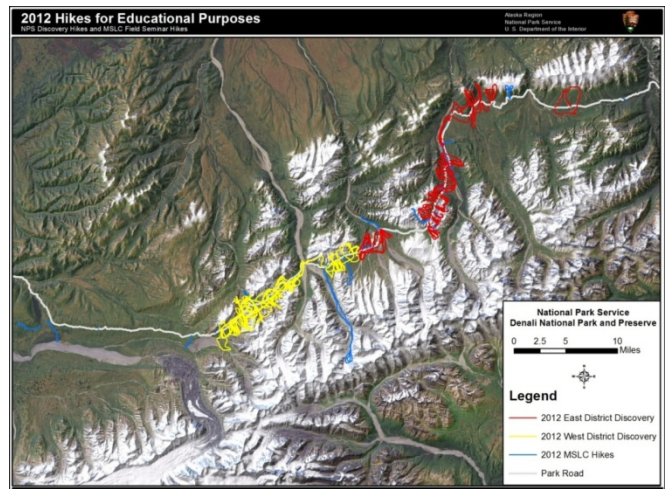 2012 Hikes for Educational Purposes
NPS Discovery Hikes and MSLC Field Seminar Hikes
Alaska Region
National Park Service
U. S. Department of the Interior
National Park Service
Denali National Park and Preserve
0 2.5 5 10
Miles
Legend
2012 East District Discovery
2012 West District Discovery
2012 MSLC Hikes
Park Road